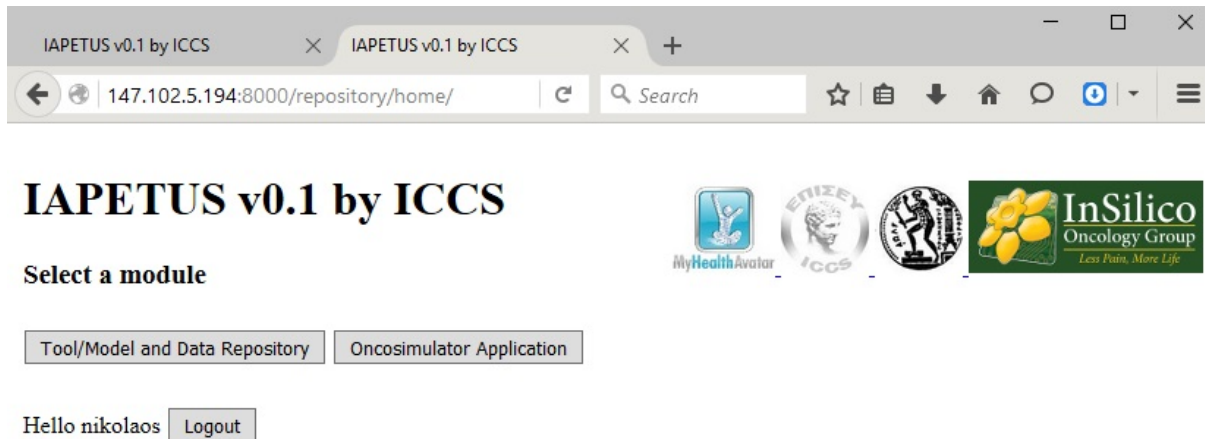 IAPETUS v0.1 by ICCS
IAPETUS v0.1 by ICCS
147.102.5.194:8000/repository/home/
Search
IAPETUS v0.1 by ICCS
MyHealthAvatar
ΕΠΙΣΕΥ
ICCS
InSilico
Oncology Group
Less Pain, More Life
Select a module
Tool/Model and Data Repository
Oncosimulator Application
Hello nikolaos Logout